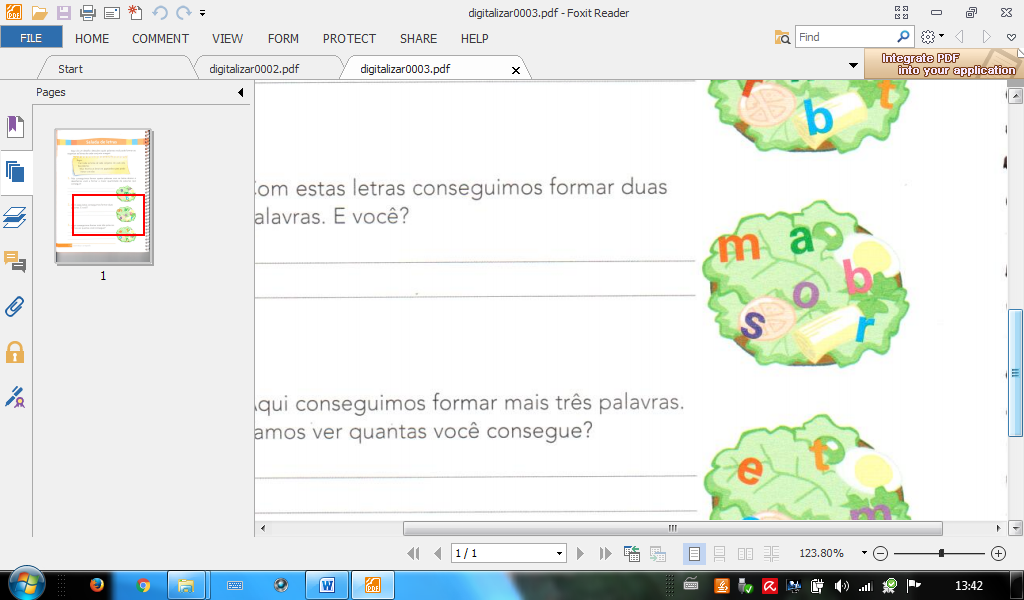 digitalizar0003.pdf - Foxit Reader
FILE HOME COMMENT VIEW FORM PROTECT SHARE HELP
Find
Integrate PDF
into your application
Start digitalizar0002.pdf digitalizar0003.pdf
Pages
1
t
b
om estas letras conseguimos formar duas
alavras. E você?
m a
b
o
s r
qui conseguimos formar mais três palavras.
amos ver quantas você consegue?
e t
m
1 / 1
123.80%
W
13:42